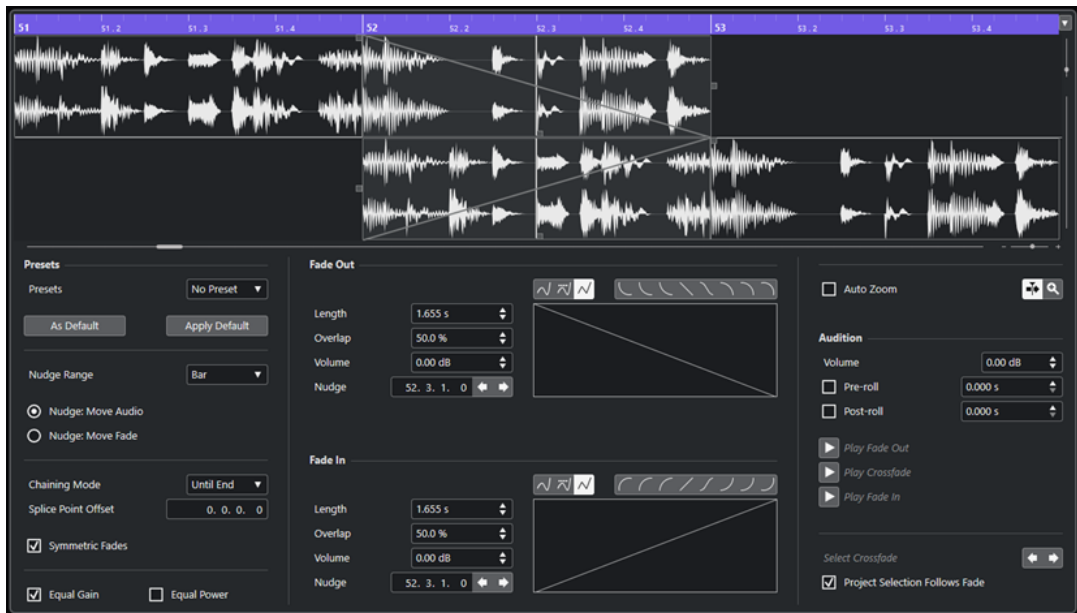 51 51.2 51.3 51.4 52 52.2 52.3 52.4 53 53.2 53.3 53.4
- +
Presets
Presets No Preset
As Default Apply Default
Nudge Range Bar
Nudge: Move Audio
Nudge: Move Fade
Chaining Mode Until End
Splice Point Offset 0. 0. 0. 0
Symmetric Fades
Equal Gain Equal Power
Fade Out
Length 1.655 s
Overlap 50.0 %
Volume 0.00 dB
Nudge 52. 3. 1. 0
Fade In
Length 1.655 s
Overlap 50.0 %
Volume 0.00 dB
Nudge 52. 3. 1. 0
Auto Zoom
Audition
Volume 0.00 dB
Pre-roll 0.000 s
Post-roll 0.000 s
Play Fade Out
Play Crossfade
Play Fade In
Select Crossfade
Project Selection Follows Fade